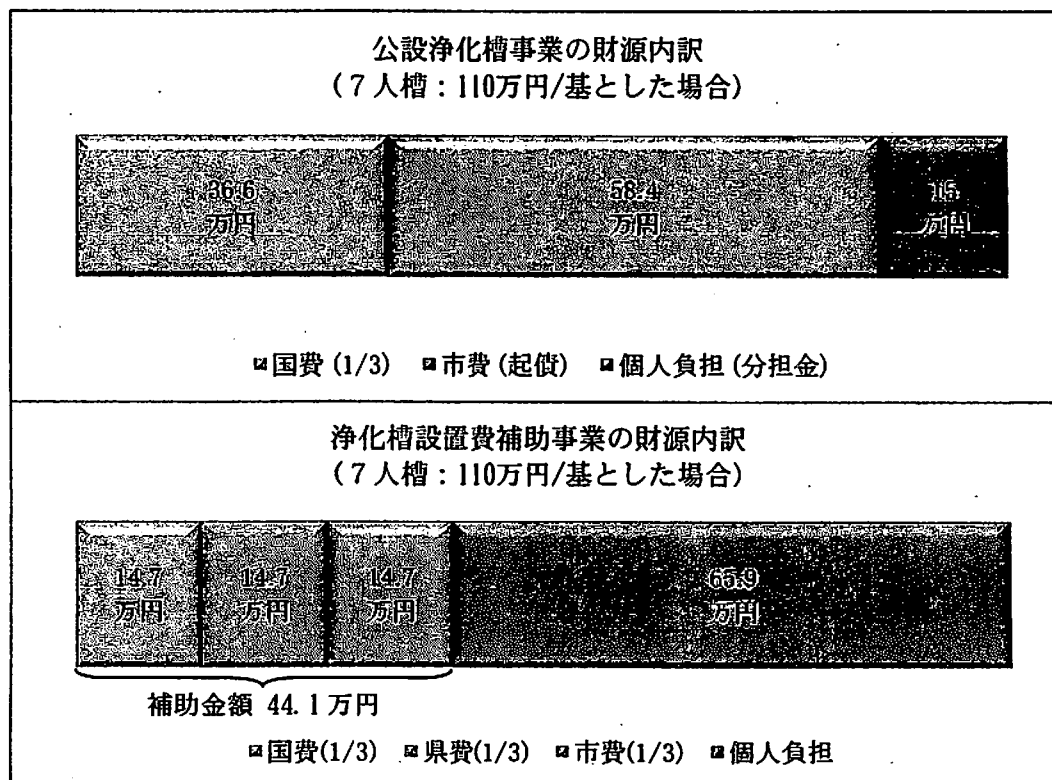 公設浄化槽事業の財源内訳
(7人槽:110万円/基とした場合)
36.6
万円
58.4
万円
15
万円
国費(1/3) 市費(起債) 個人負担(分担金)
浄化槽設置費補助事業の財源内訳
(7人槽:110万円/基とした場合)
14.7
万円
14.7
万円
14.7
万円
65.9
万円
補助金額 44.1万円
国費(1/3) 県費(1/3) 市費(1/3) 個人負担